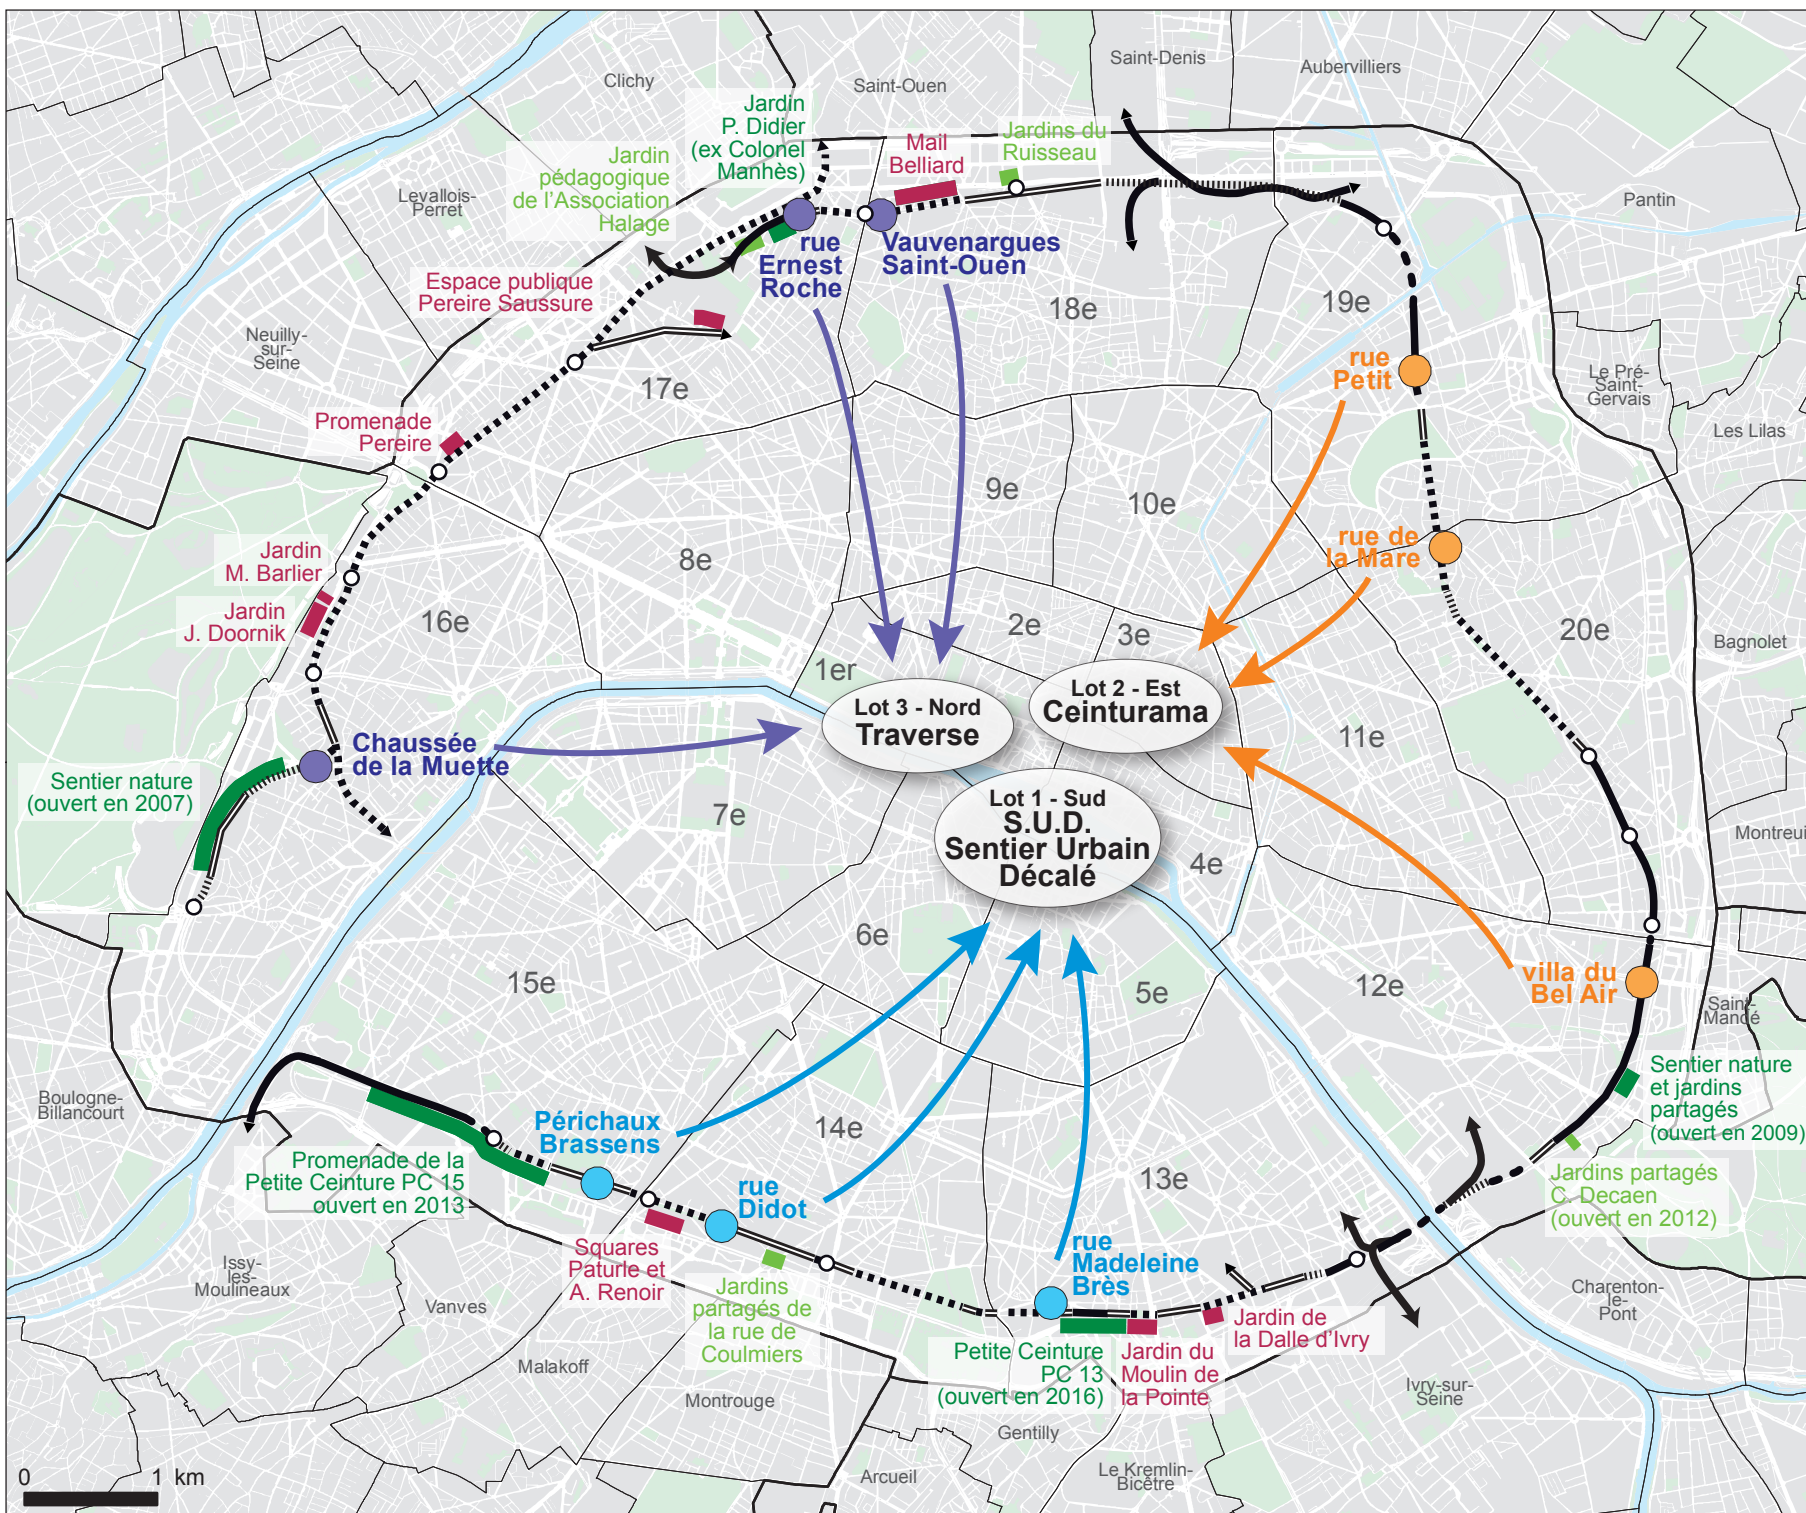 Saint-Denis
Aubervilliers
Clichy
Saint-Ouen
Jardin
P. Didier
(ex Colonel
Manhès)
Mail
Belliard
Jardins du
Ruisseau
Jardin
pédagogique
de l'Association
Halage
Levallois-
Perret
Pantin
rue
Ernest
Roche
Vauvenargues
Saint-Ouen
Espace publique
Pereire Saussure
18e
19e
Neuilly-
sur-
Seine
rue
Petit
17e
Le Pré-
Saint-
Gervais
Promenade
Pereire
Les Lilas
9e
10e
rue de
la Mare
Jardin
M. Barlier
8e
Jardin
J. Doornik
16e
2e
3e
20e
Bagnolet
1er
Lot 3 - Nord
Traverse
Lot 2 - Est
Ceinturama
11e
Chaussée
de la Muette
Sentier nature
(ouvert en 2007)
7e
Lot 1 - Sud
S.U.D.
Sentier Urbain
Décalé
4e
Montreui
6e
15e
5e
12e
villa du
Bel Air
Saint-
Mandé
Boulogne-
Billancourt
Périchaux
Brassens
14e
Sentier nature
et jardins
partagés
(ouvert en 2009)
Promenade de la
Petite Ceinture PC 15
ouvert en 2013
rue
Didot
13e
Jardins partagés
C. Decaen
(ouvert en 2012)
Issy-
les-
Moulineaux
Squares
Paturle et
A. Renoir
rue
Madeleine
Brès
Vanves
Jardins
partagés de
la rue de
Coulmiers
Charenton-
le-
Pont
Jardin de
la Dalle d'Ivry
Petite Ceinture
PC 13
(ouvert en 2016)
Jardin du
Moulin de
la Pointe
Malakoff
Montrouge
Ivry-sur-
Seine
Gentilly
Arcueil
Le Kremlin-
Bicêtre
0 1 km